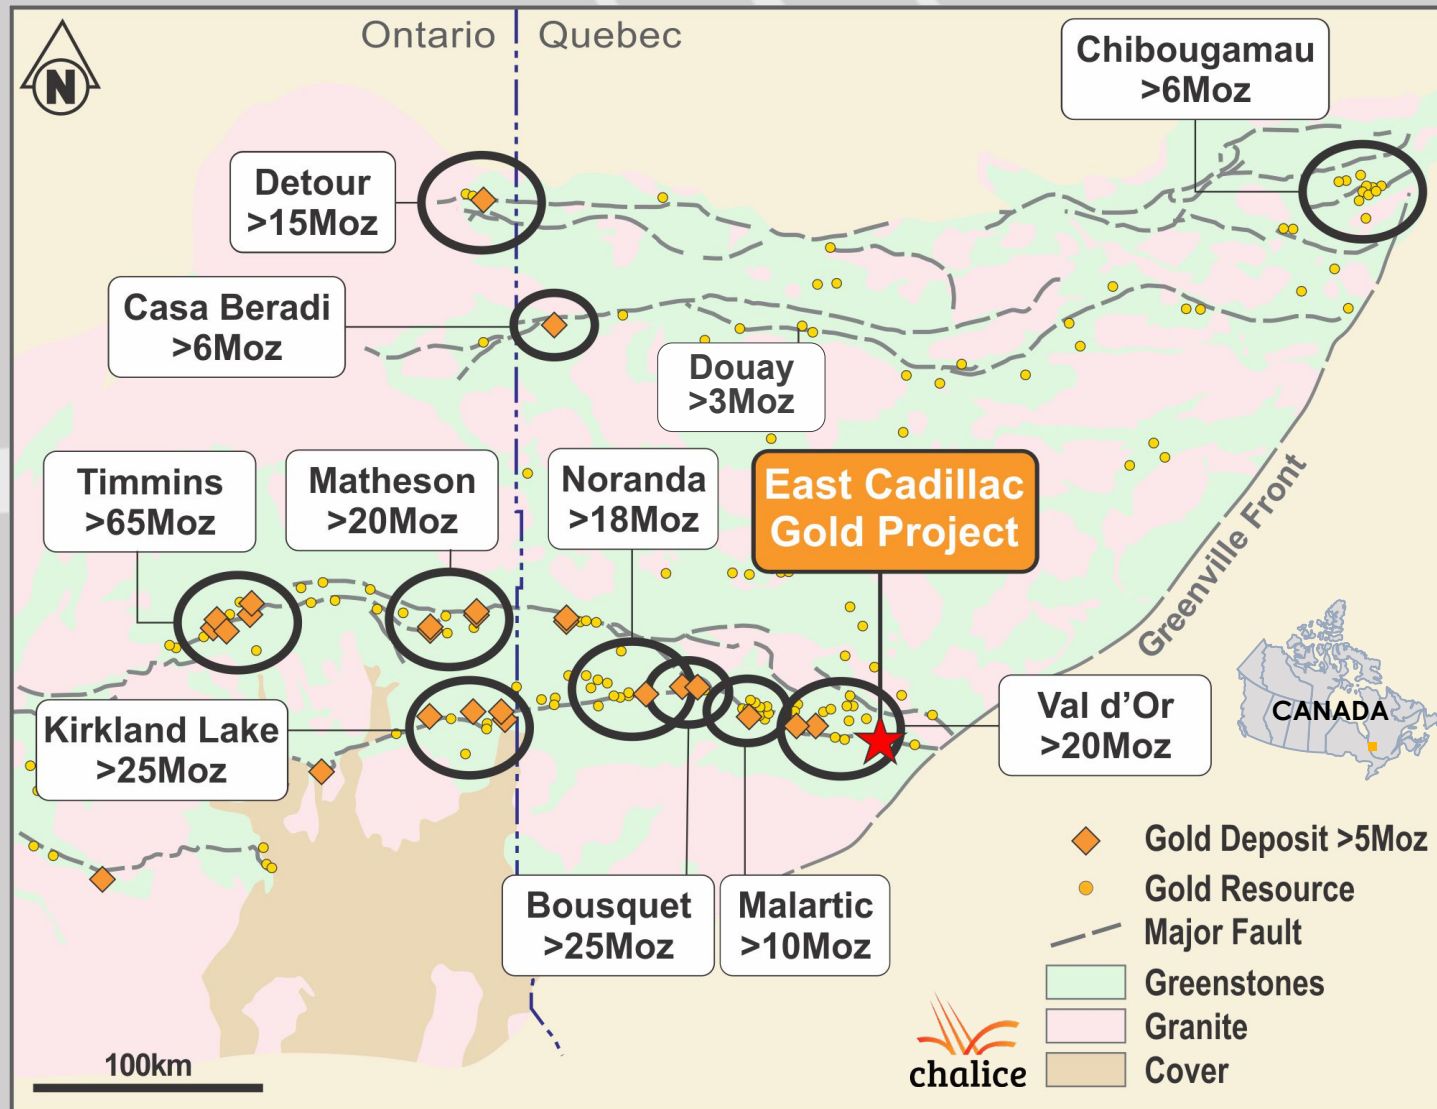 Ontario
Quebec
N
Chibougamau
>6Moz
Detour
>15Moz
Casa Beradi
>6Moz
Douay
>3Moz
Timmins
>65Moz
Matheson
>20Moz
Noranda
>18Moz
East Cadillac
Gold Project
Greenville Front
Kirkland Lake
>25Moz
Val d’Or
>20Moz
CANADA
Bousquet
>25Moz
Malartic
>10Moz
Gold Deposit >5Moz
Gold Resource
Major Fault
Greenstones
Granite
Cover
chalice
100km